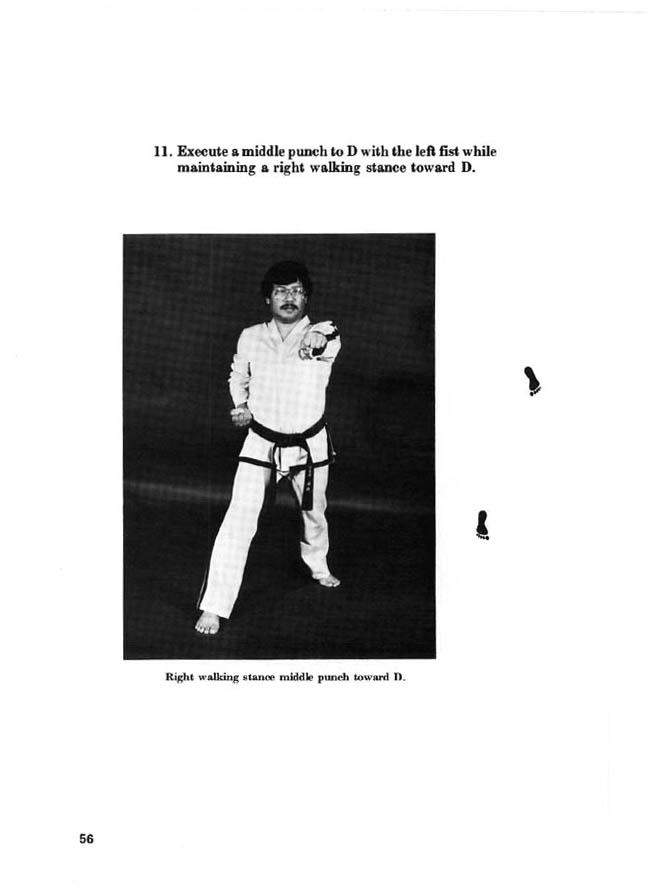 11. Execute a middle punch to D with the left fist while
maintaining a right walking stance toward D.
Right walking stance middle punch toward D.
56